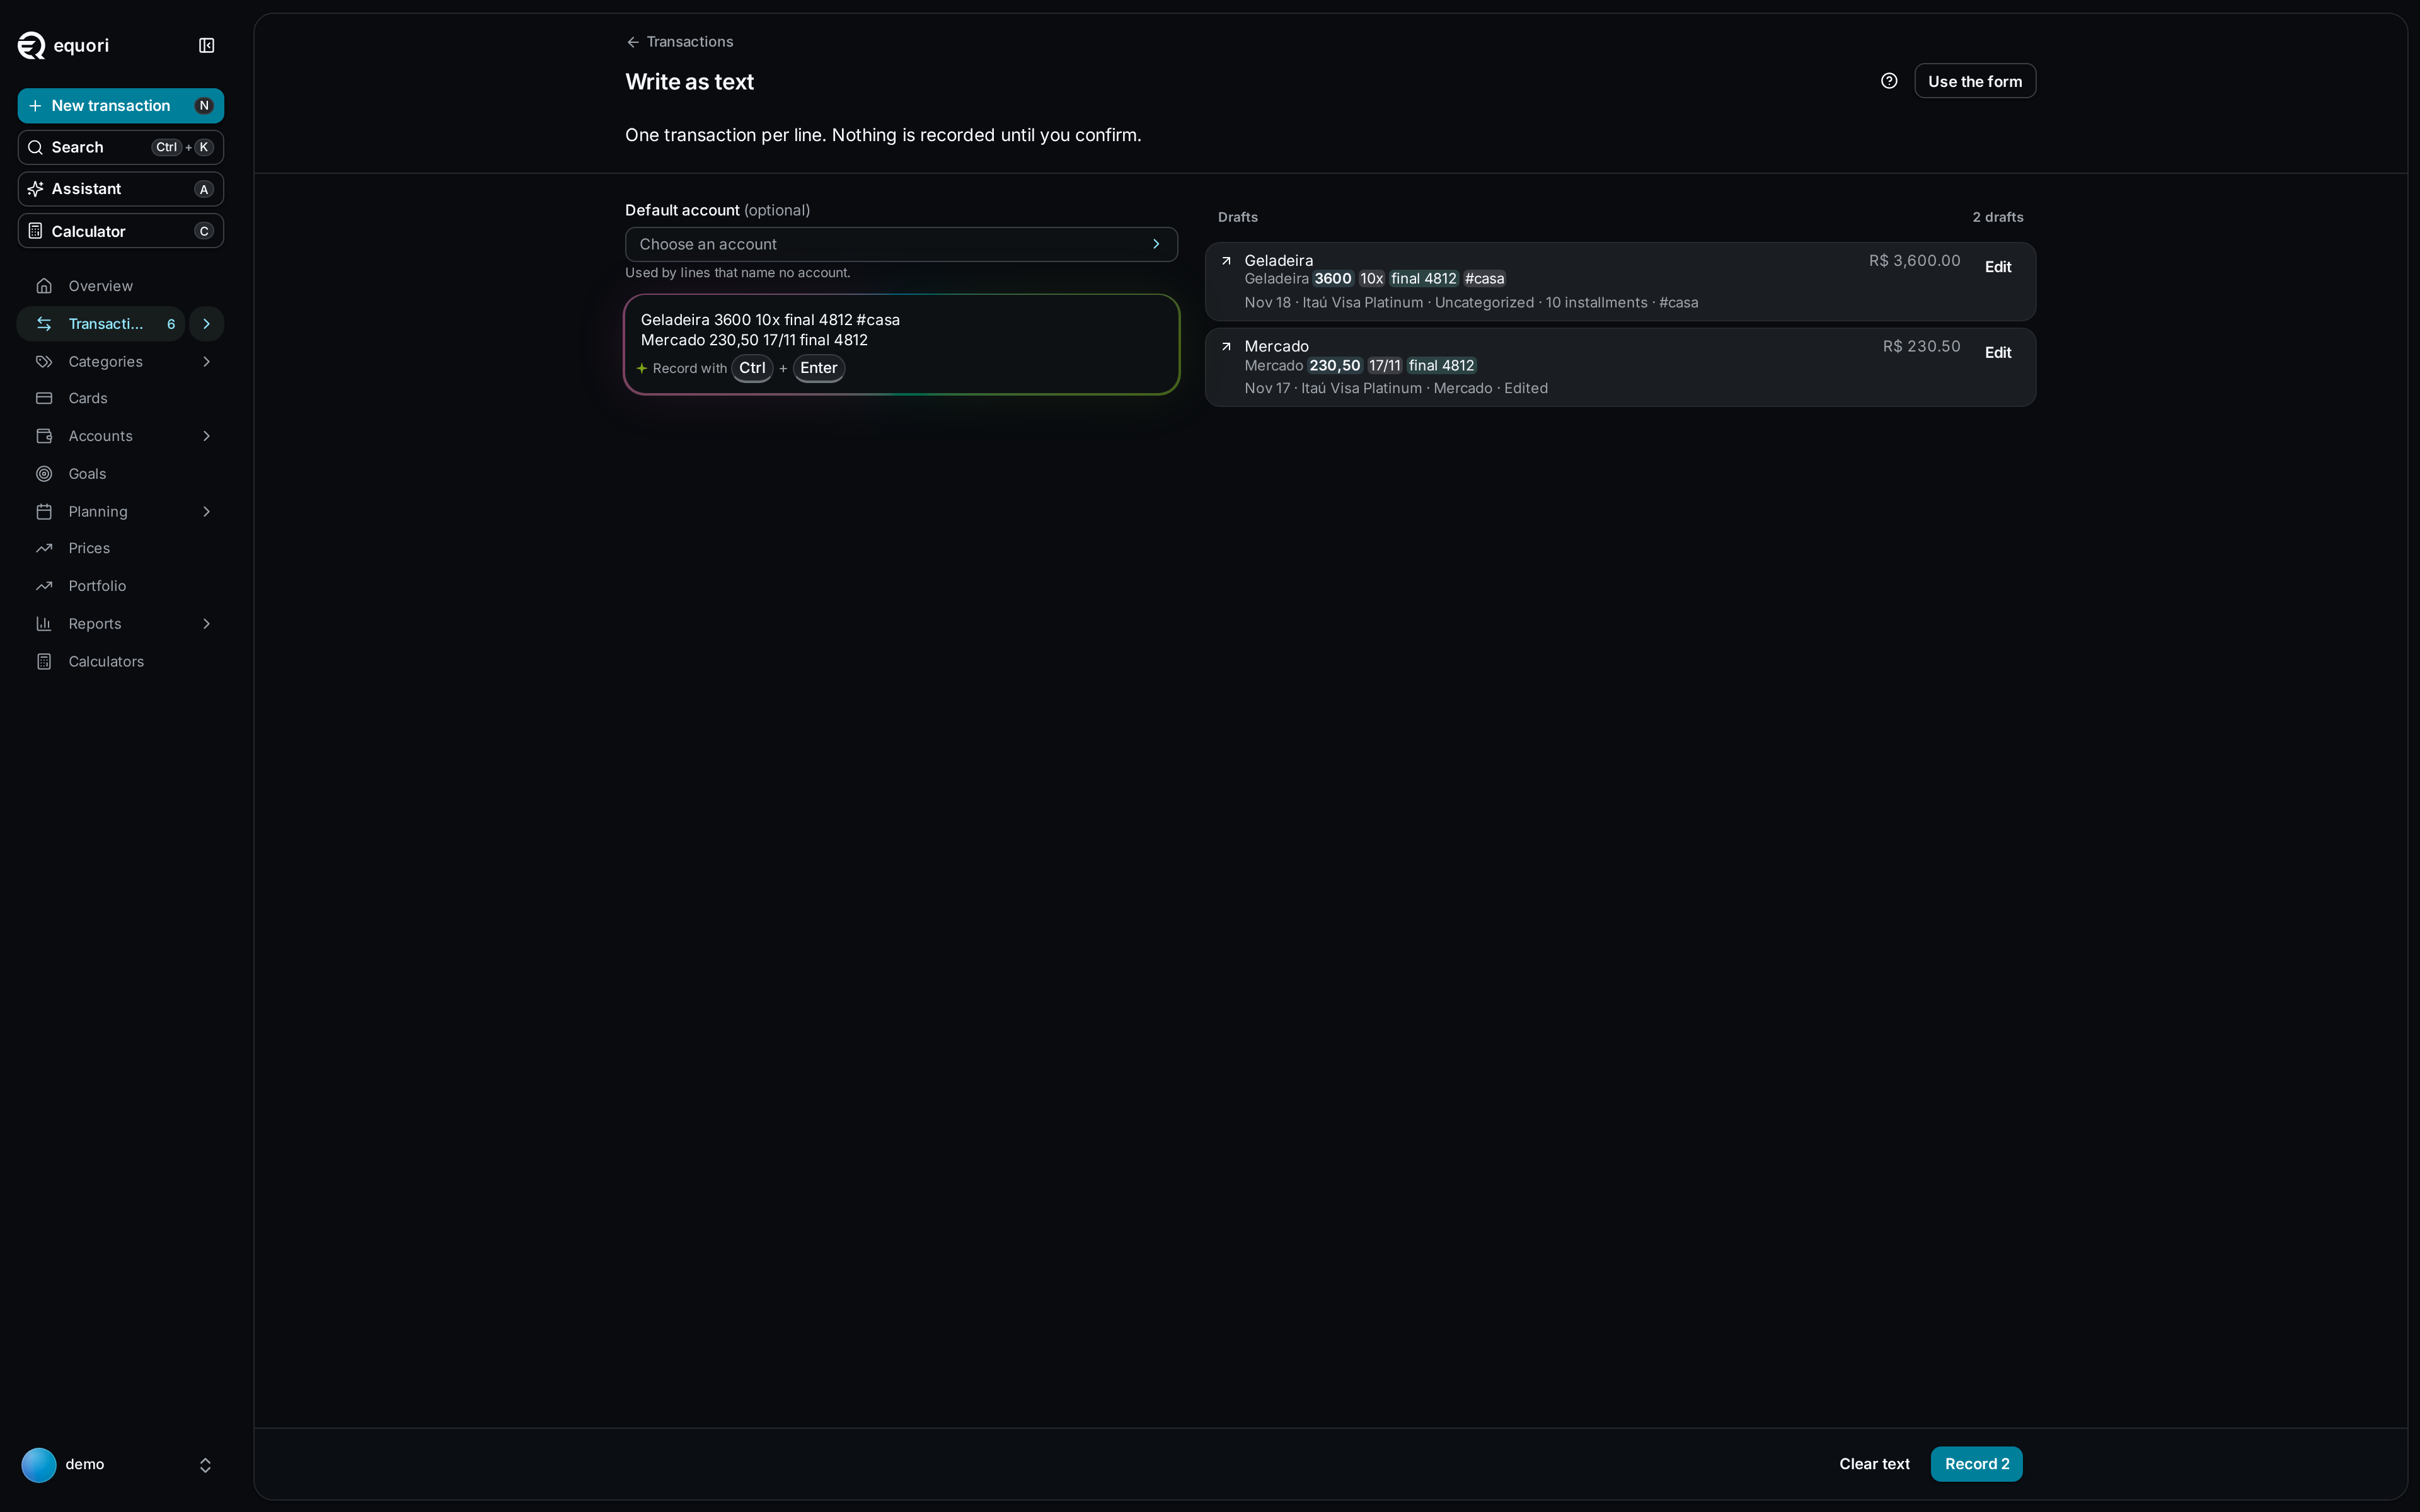 equori
New transaction N
Search Ctrl + K
Assistant A
Calculator C
Overview
Transacti... 6
Categories
Cards
Accounts
Goals
Planning
Prices
Portfolio
Reports
Calculators
demo
Transactions
Write as text
Use the form
One transaction per line. Nothing is recorded until you confirm.
Default account (optional)
Choose an account
Used by lines that name no account.
Geladeira 3600 10x final 4812 #casa
Mercado 230,50 17/11 final 4812
Record with Ctrl + Enter
Drafts 2 drafts
Geladeira R$ 3,600.00 Edit
Geladeira 3600 10x final 4812 #casa
Nov 18 · Itaú Visa Platinum · Uncategorized · 10 installments · #casa
Mercado R$ 230.50 Edit
Mercado 230,50 17/11 final 4812
Nov 17 · Itaú Visa Platinum · Mercado · Edited
Clear text Record 2